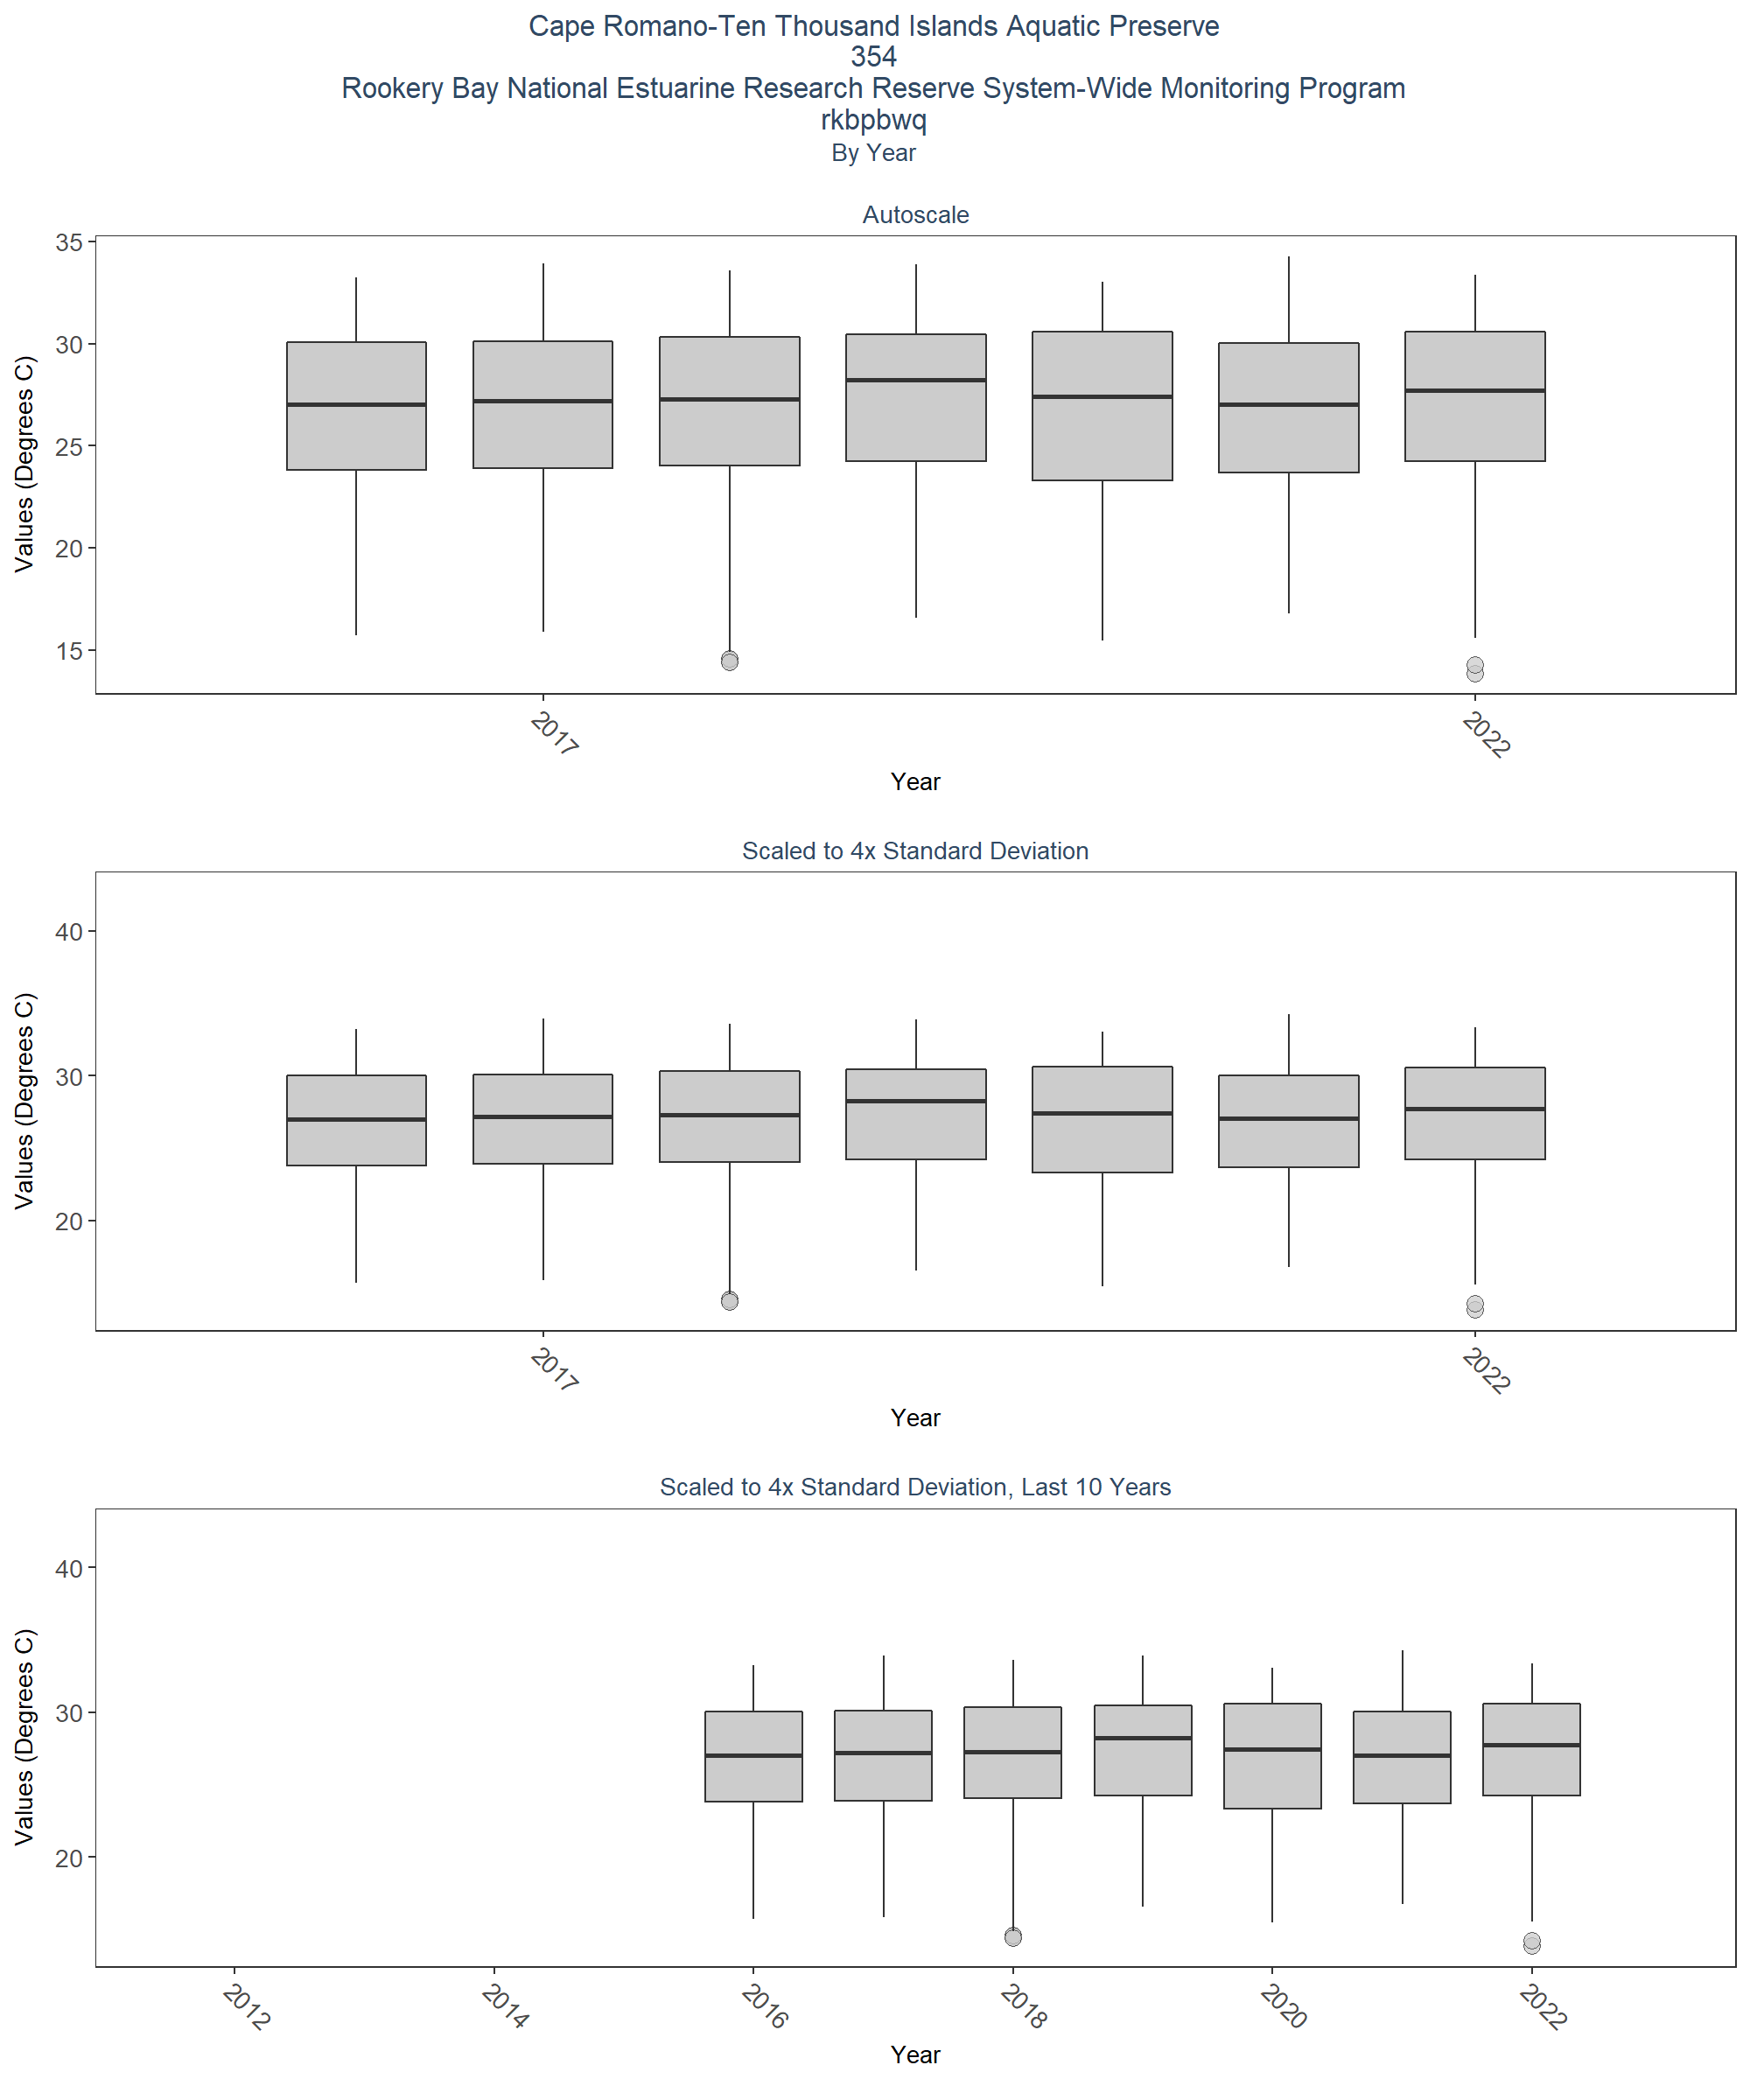 Cape Romano-Ten Thousand Islands Aquatic Preserve
354
Rookery Bay National Estuarine Research Reserve System-Wide Monitoring Program
rkbpbwq
By Year
Autoscale
Values (Degrees C)
35
30
25
20
15
2017
2022
Year
Scaled to 4x Standard Deviation
Values (Degrees C)
40
30
20
2017
2022
Year
Scaled to 4x Standard Deviation, Last 10 Years
Values (Degrees C)
40
30
20
2012
2014
2016
2018
2020
2022
Year